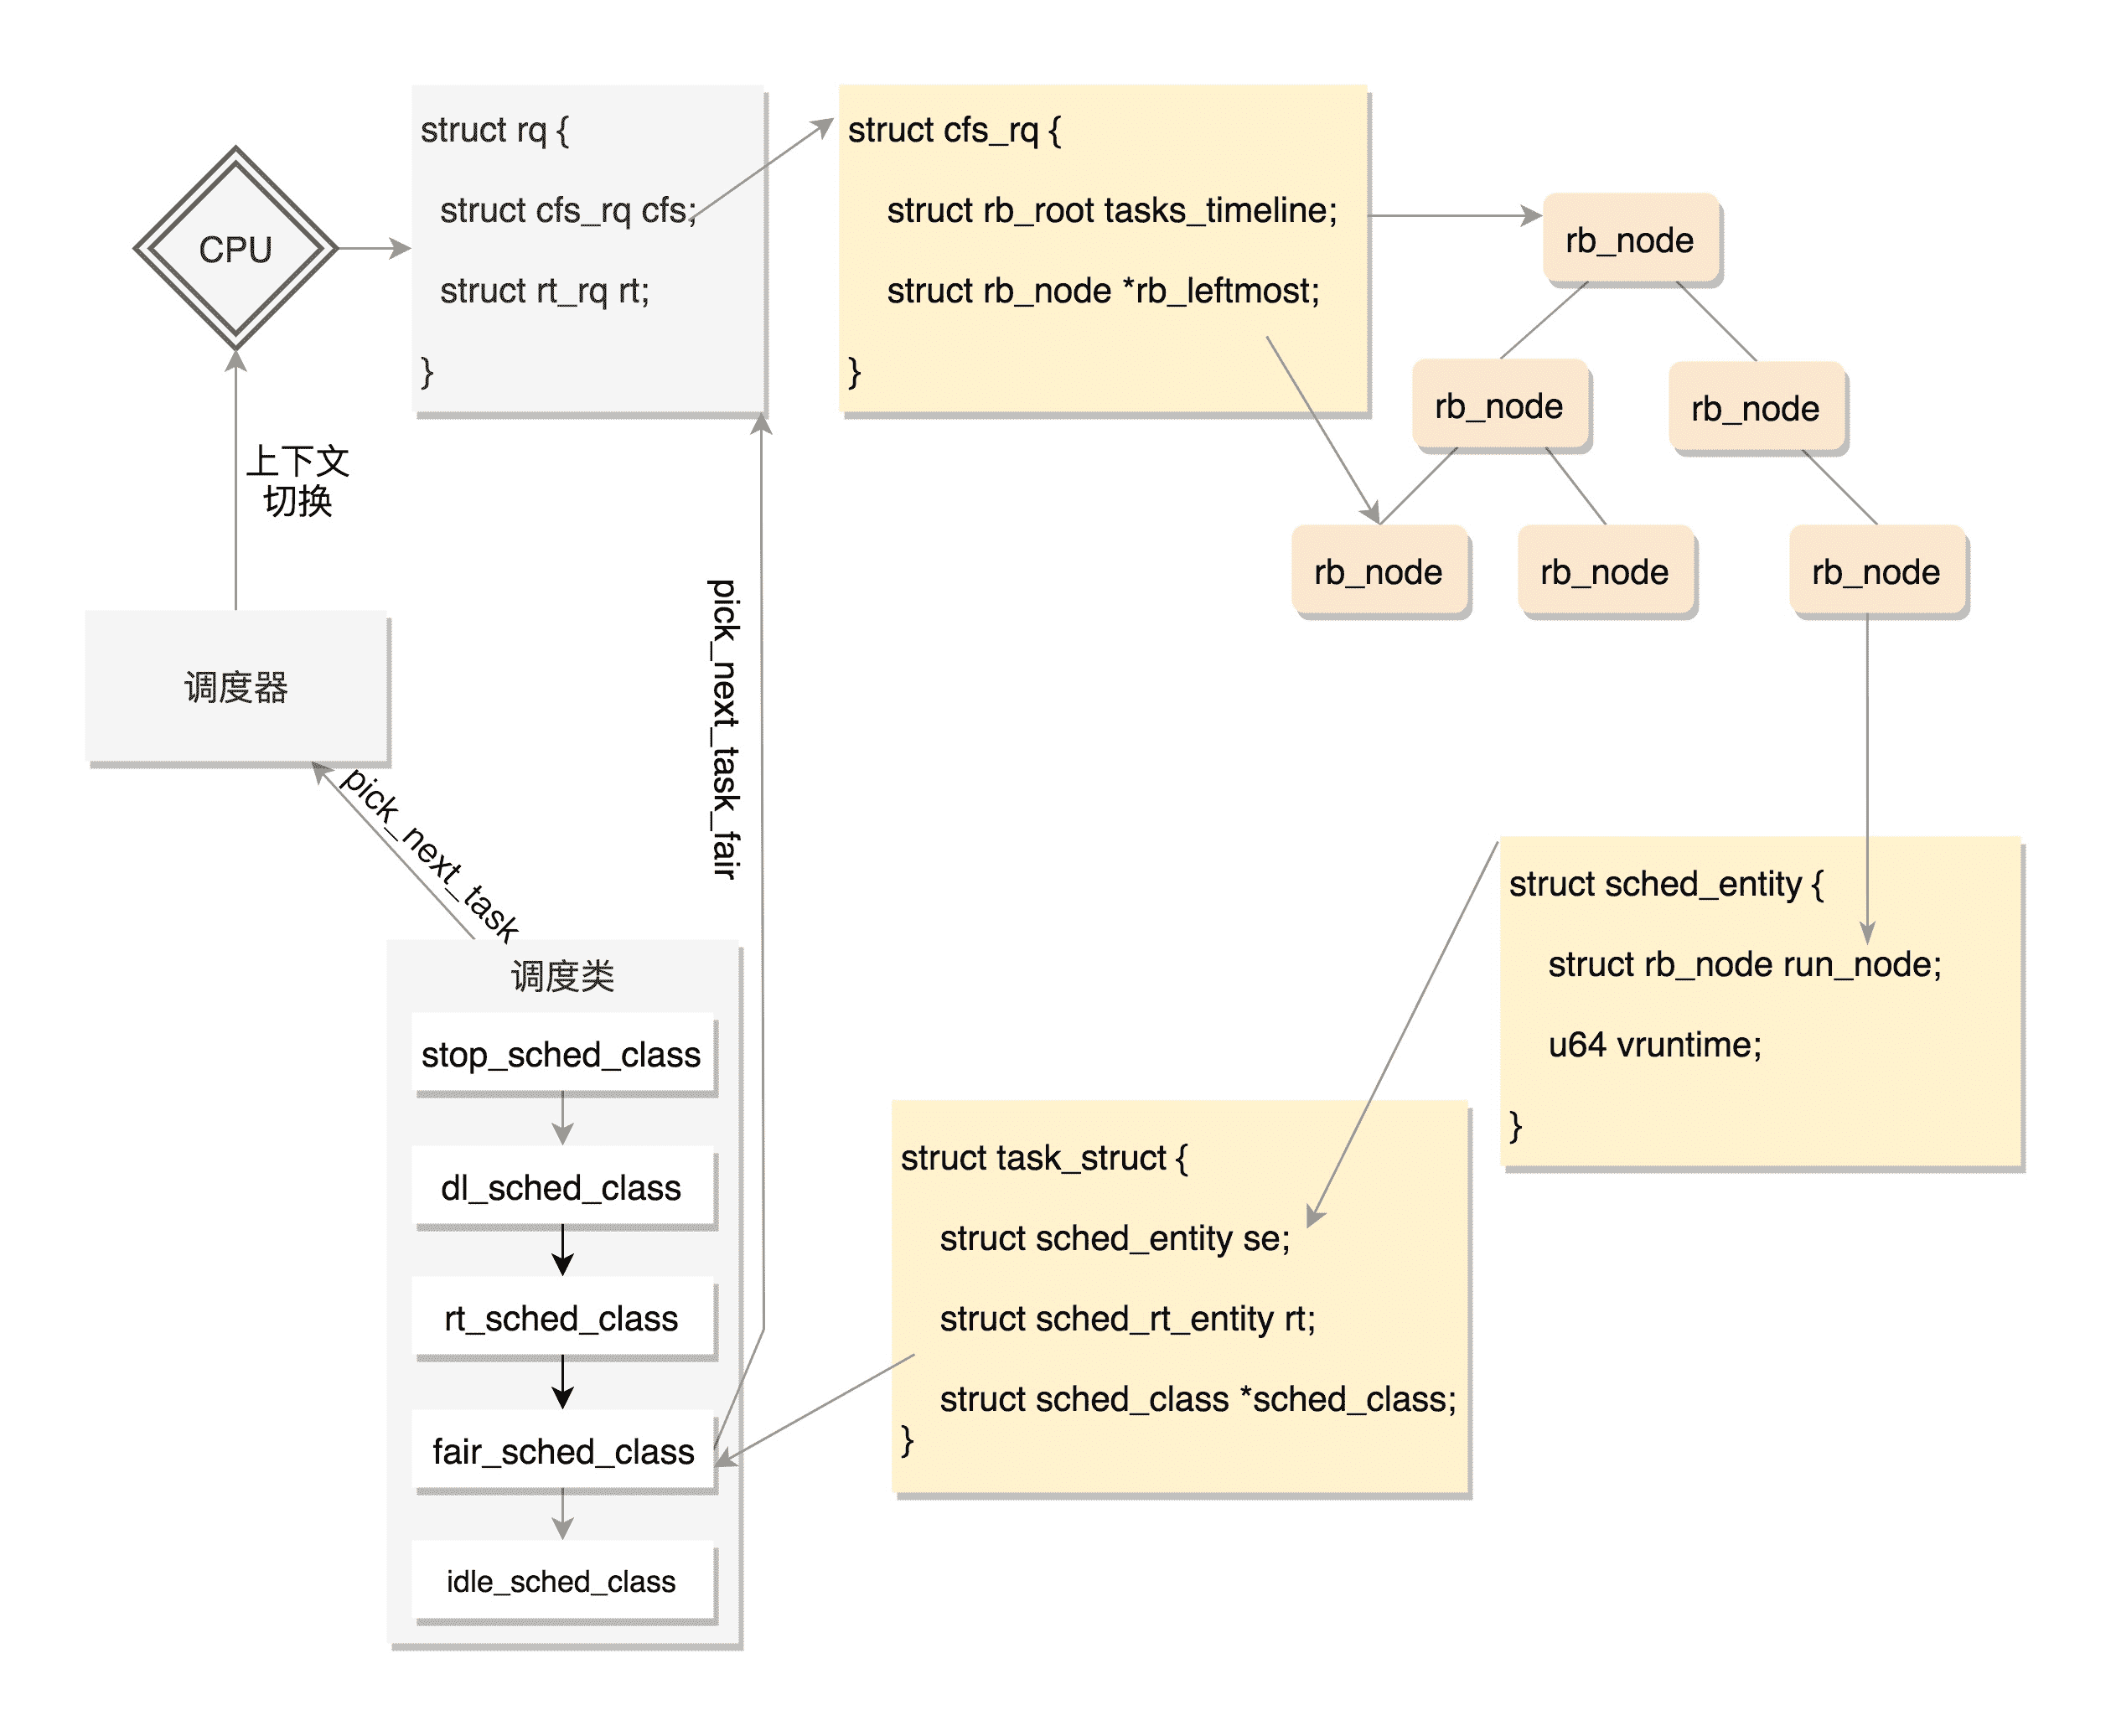 CPU
struct rq {
struct cfs_rq cfs;
struct rt_rq rt;
}
struct cfs_rq {
struct rb_root tasks_timeline;
struct rb_node *rb_leftmost;
}
rb_node
rb_node
rb_node
rb_node
rb_node
rb_node
上下文
切换
调度器
pick_next_task
pick_next_task_fair
调度类
stop_sched_class
dl_sched_class
rt_sched_class
fair_sched_class
idle_sched_class
struct sched_entity {
struct rb_node run_node;
u64 vruntime;
}
struct task_struct {
struct sched_entity se;
struct sched_rt_entity rt;
struct sched_class *sched_class;
}